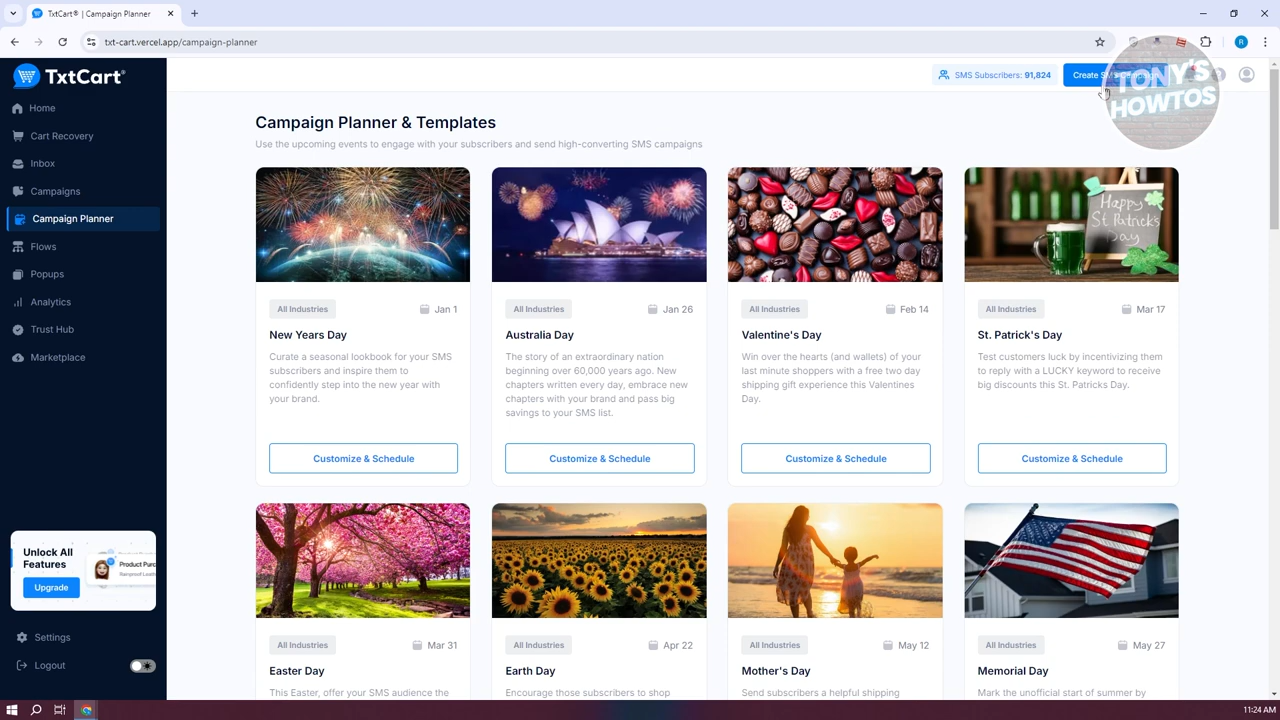 TxtCart® | Campaign Planner
txt-cart.vercel.app/campaign-planner
R
TxtCart®
SMS Subscribers: 91,824
Create SMS Campaign
TONY'S
HOWTOS
Home
Cart Recovery
Inbox
Campaigns
Campaign Planner
Flows
Popups
Analytics
Trust Hub
Marketplace
Unlock All
Features
Upgrade
Product Purc
Settings
Logout
Campaign Planner & Templates
Use the upcoming events to engage with your subscribers and send high-converting SMS campaigns
All Industries
Jan 1
New Years Day
Curate a seasonal lookbook for your SMS
subscribers and inspire them to
confidently step into the new year with
your brand.
Customize & Schedule
All Industries
Jan 26
Australia Day
The story of an extraordinary nation
beginning over 60,000 years ago. New
chapters written every day, embrace new
chapters with your brand and pass big
savings to your SMS list.
Customize & Schedule
All Industries
Feb 14
Valentine's Day
Win over the hearts (and wallets) of your
last minute shoppers with a free two day
shipping gift experience this Valentines
Day.
Customize & Schedule
Happy
St Patrick's
Day
All Industries
Mar 17
St. Patrick's Day
Test customers luck by incentivizing them
to reply with a LUCKY keyword to receive
big discounts this St. Patricks Day.
Customize & Schedule
All Industries
Mar 31
Easter Day
This Easter, offer your SMS audience the
All Industries
Apr 22
Earth Day
Encourage those subscribers to shop
All Industries
May 12
Mother's Day
Send subscribers a helpful shipping
All Industries
May 27
Memorial Day
Mark the unofficial start of summer by
11:24 AM